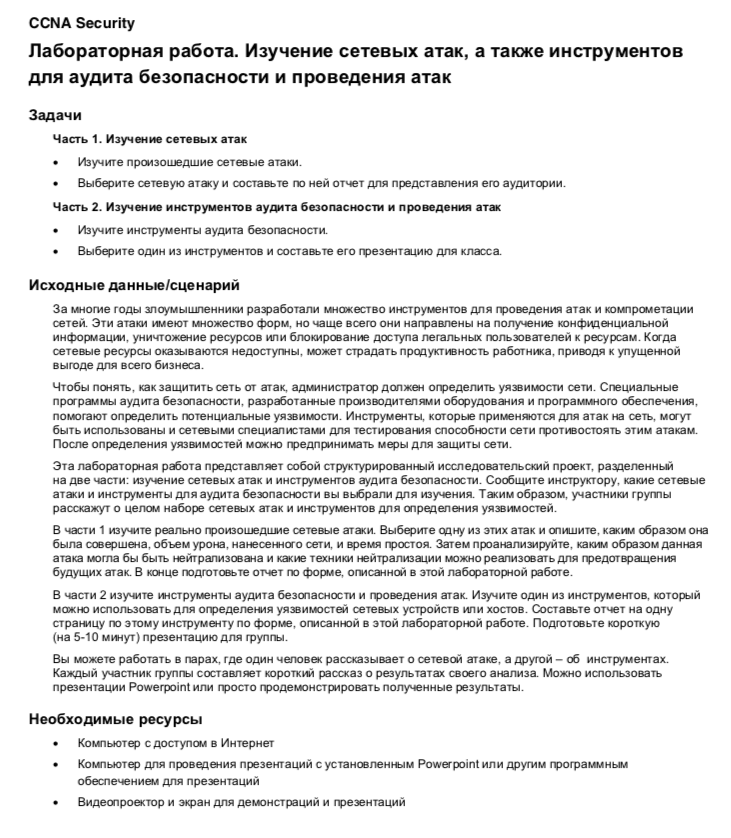 CCNA Security
Лабораторная работа. Изучение сетевых атак, а также инструментов
для аудита безопасности и проведения атак
Задачи
Часть 1. Изучение сетевых атак
• Изучите произошедшие сетевые атаки.
• Выберите сетевую атаку и составьте по ней отчет для представления его аудитории.
Часть 2. Изучение инструментов аудита безопасности и проведения атак
• Изучите инструменты аудита безопасности.
• Выберите один из инструментов и составьте его презентацию для класса.
Исходные данные/сценарий
За многие годы злоумышленники разработали множество инструментов для проведения атак и компрометации
сетей. Эти атаки имеют множество форм, но чаще всего они направлены на получение конфиденциальной
информации, уничтожение ресурсов или блокирование доступа легальных пользователей к ресурсам. Когда
сетевые ресурсы оказываются недоступны, может страдать продуктивность работника, приводя к упущенной
выгоде для всего бизнеса.
Чтобы понять, как защитить сеть от атак, администратор должен определить уязвимости сети. Специальные
программы аудита безопасности, разработанные производителями оборудования и программного обеспечения,
помогают определить потенциальные уязвимости. Инструменты, которые применяются для атак на сеть, могут
быть использованы и сетевыми специалистами для тестирования способности сети противостоять этим атакам.
После определения уязвимостей можно предпринимать меры для защиты сети.
Эта лабораторная работа представляет собой структурированный исследовательский проект, разделенный
на две части: изучение сетевых атак и инструментов аудита безопасности. Сообщите инструктору, какие сетевые
атаки и инструменты для аудита безопасности вы выбрали для изучения. Таким образом, участники группы
расскажут о целом наборе сетевых атак и инструментов для определения уязвимостей.
В части 1 изучите реально произошедшие сетевые атаки. Выберите одну из этих атак и опишите, каким образом она
была совершена, объем урона, нанесенного сети, и время простоя. Затем проанализируйте, каким образом данная
атака могла бы быть нейтрализована и какие техники нейтрализации можно реализовать для предотвращения
будущих атак. В конце подготовьте отчет по форме, описанной в этой лабораторной работе.
В части 2 изучите инструменты аудита безопасности и проведения атак. Изучите один из инструментов, который
можно использовать для определения уязвимостей сетевых устройств или хостов. Составьте отчет на одну
страницу по этому инструменту по форме, описанной в этой лабораторной работе. Подготовьте короткую
(на 5-10 минут) презентацию для группы.
Вы можете работать в парах, где один человек рассказывает о сетевой атаке, а другой – об инструментах.
Каждый участник группы составляет короткий рассказ о результатах своего анализа. Можно использовать
презентации Powerpoint или просто продемонстрировать полученные результаты.
Необходимые ресурсы
• Компьютер с доступом в Интернет
• Компьютер для проведения презентаций с установленным Powerpoint или другим программным
обеспечением для презентаций
• Видеопроектор и экран для демонстраций и презентаций